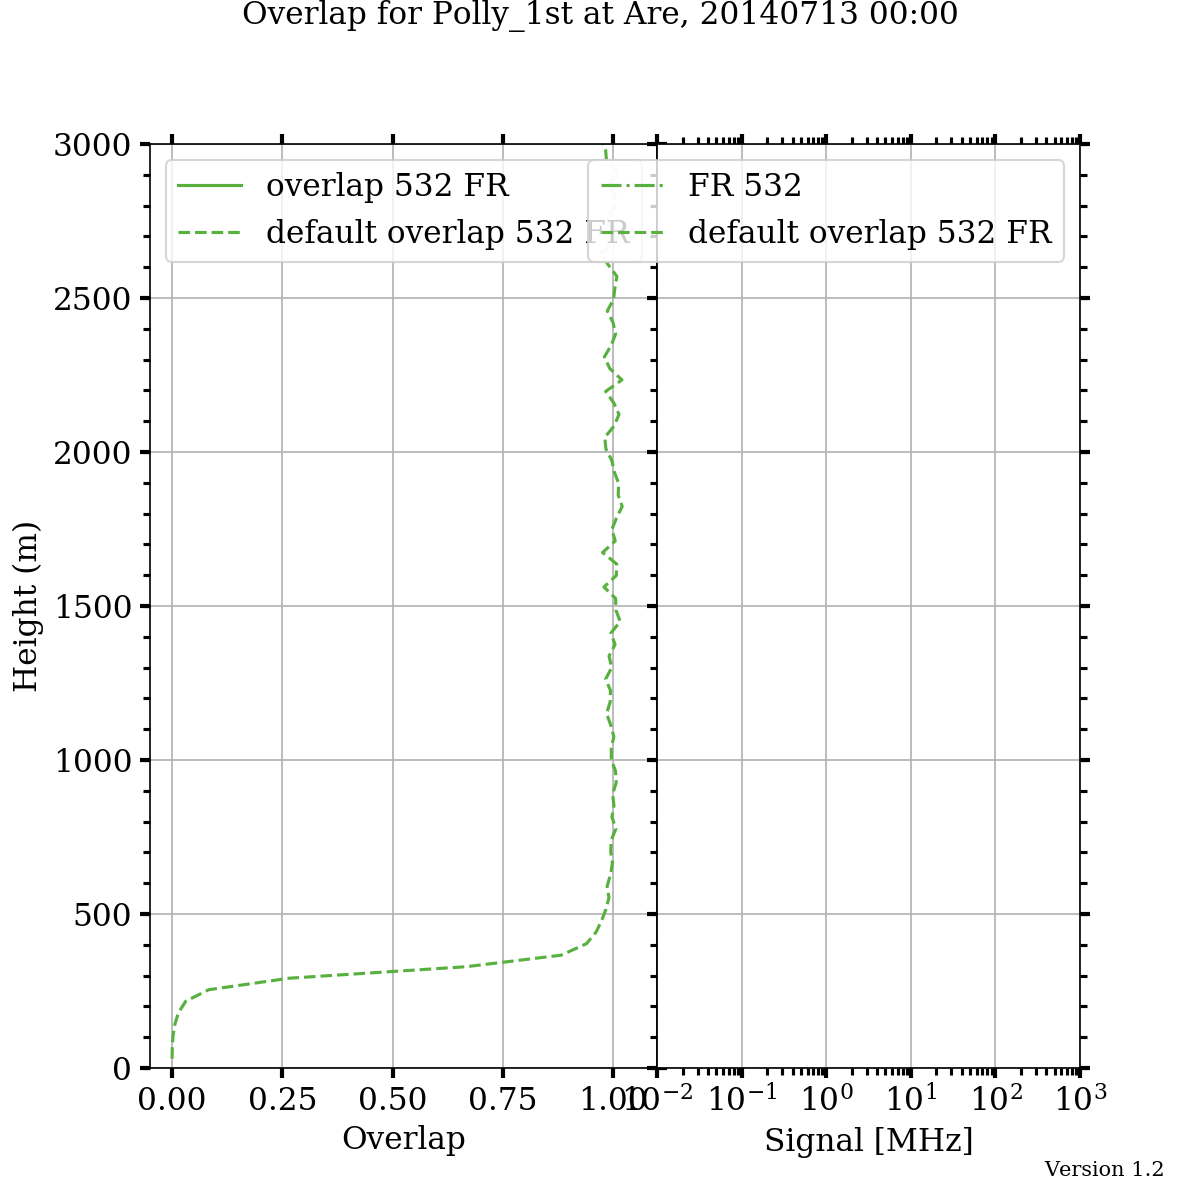 Overlap for Polly_1st at Are, 20140713 00:00
overlap 532 FR
default overlap 532 FR
FR 532
default overlap 532 FR
3000
2500
2000
1500
1000
500
0
Height (m)
0.00 0.25 0.50 0.75 1.00
Overlap
10⁻² 10⁻¹ 10⁰ 10¹ 10² 10³
Signal [MHz]
Version 1.2